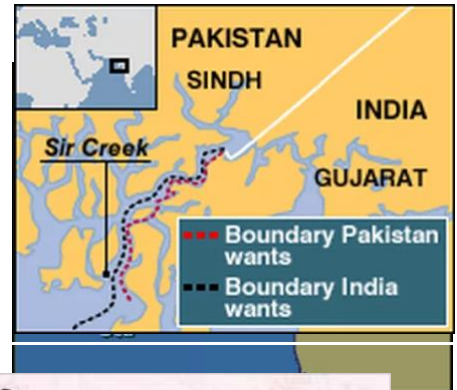 PAKISTAN
SINDH
INDIA
Sir Creek
GUJARAT
Boundary Pakistan
wants
Boundary India
wants